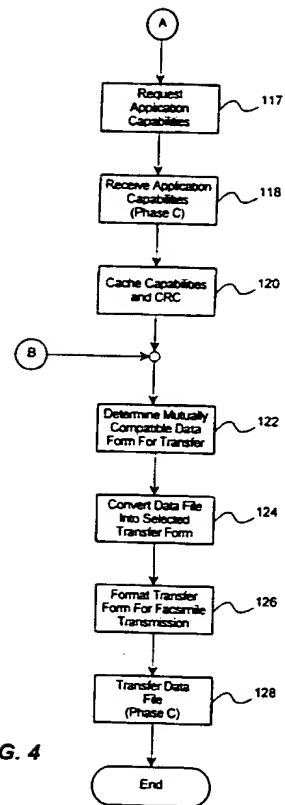 A
Request
Application
Capabilities
117
Receive Application
Capabilities
(Phase C)
118
Cache Capabilities
and CRC
120
B
Determine Mutually
Compatible Data
Form For Transfer
122
Convert Data File
Into Selected
Transfer Form
124
Format Transfer
Form For Facsimile
Transmission
126
Transfer Data
File
(Phase C)
128
G. 4
End